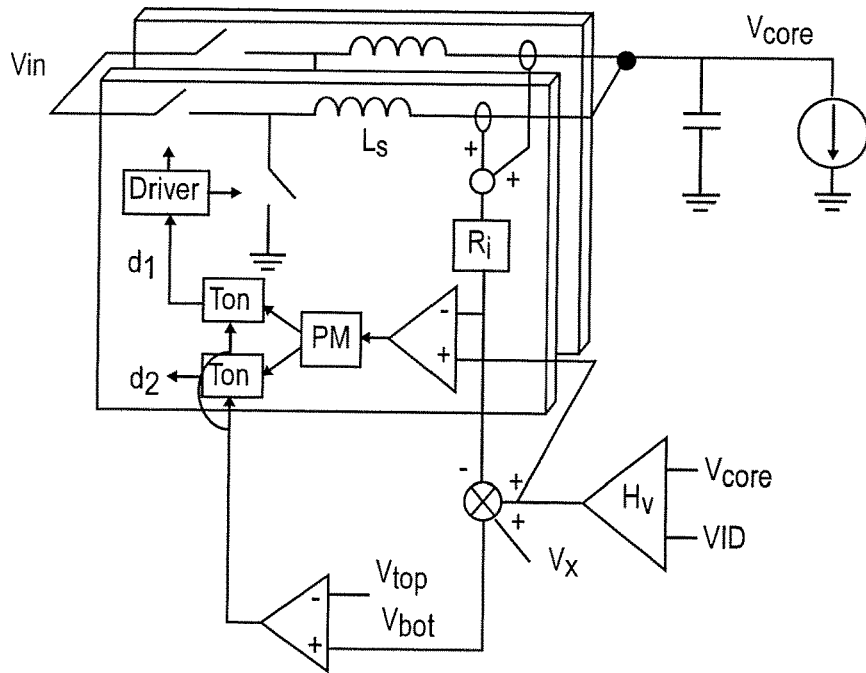 Vcore
Vin
Ls
+
+
Driver
Ri
d1
Ton
-
PM
+
d2
Ton
-
+
+
Hv
Vcore
VID
Vx
Vtop
-
Vbot
+